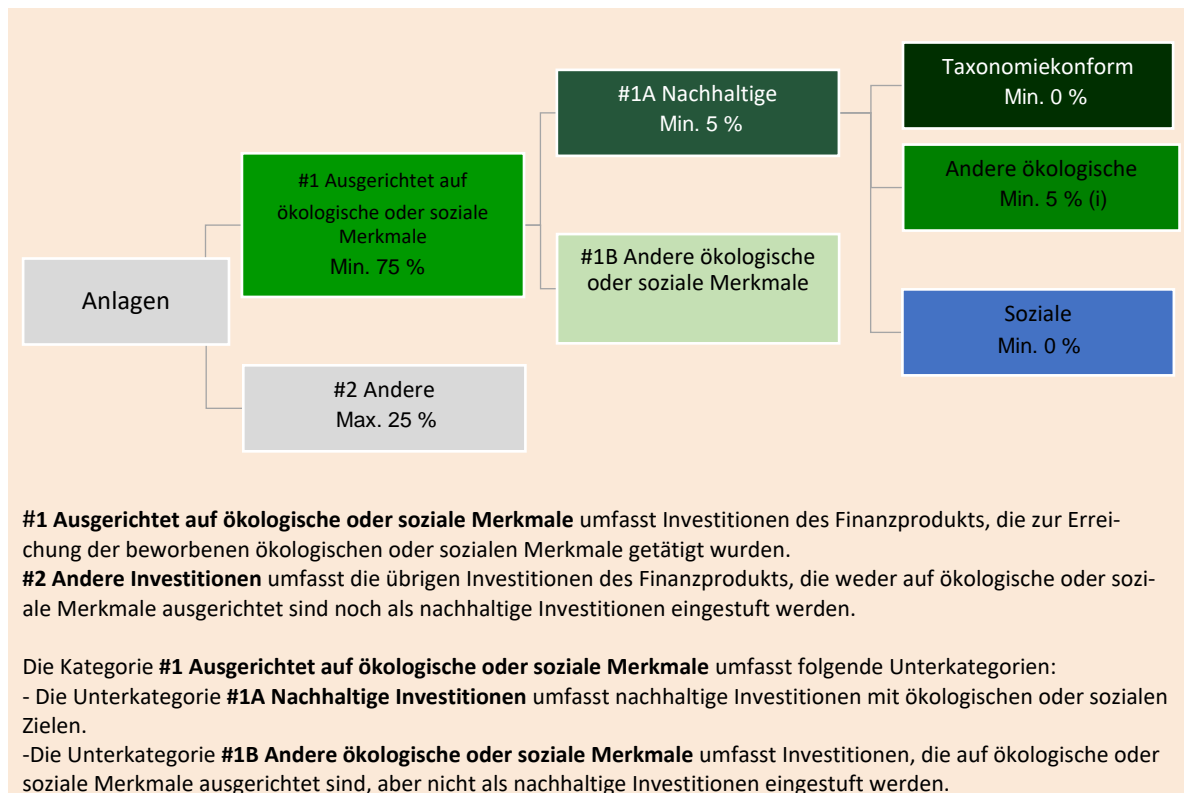 Anlagen
#1 Ausgerichtet auf
ökologische oder soziale
Merkmale
Min. 75 %
#2 Andere
Max. 25 %
#1A Nachhaltige
Min. 5 %
#1B Andere ökologische
oder soziale Merkmale
Taxonomiekonform
Min. 0 %
Andere ökologische
Min. 5 % (i)
Soziale
Min. 0 %
#1 Ausgerichtet auf ökologische oder soziale Merkmale umfasst Investitionen des Finanzprodukts, die zur Errei-
chung der beworbenen ökologischen oder sozialen Merkmale getätigt wurden.
#2 Andere Investitionen umfasst die übrigen Investitionen des Finanzprodukts, die weder auf ökologische oder sozi-
ale Merkmale ausgerichtet sind noch als nachhaltige Investitionen eingestuft werden.
Die Kategorie #1 Ausgerichtet auf ökologische oder soziale Merkmale umfasst folgende Unterkategorien:
- Die Unterkategorie #1A Nachhaltige Investitionen umfasst nachhaltige Investitionen mit ökologischen oder sozialen
Zielen.
-Die Unterkategorie #1B Andere ökologische oder soziale Merkmale umfasst Investitionen, die auf ökologische oder
soziale Merkmale ausgerichtet sind, aber nicht als nachhaltige Investitionen eingestuft werden.